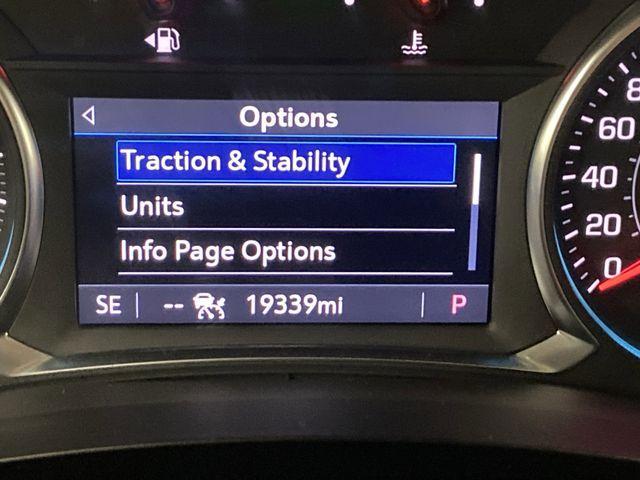 Options
Traction & Stability
Units
Info Page Options
SE -- 19339mi P
8
60
40
20
0